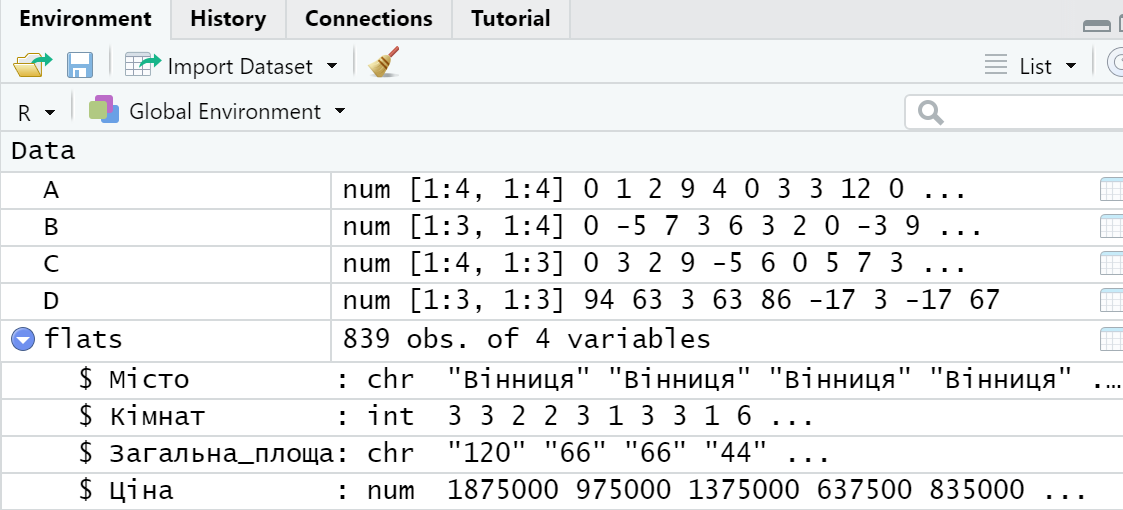 Environment History Connections Tutorial
Import Dataset List
R Global Environment
Data
A num [1:4, 1:4] 0 1 2 9 4 0 3 3 12 0 ...
B num [1:3, 1:4] 0 -5 7 3 6 3 2 0 -3 9 ...
C num [1:4, 1:3] 0 3 2 9 -5 6 0 5 7 3 ...
D num [1:3, 1:3] 94 63 3 63 86 -17 3 -17 67
flats 839 obs. of 4 variables
$ Місто : chr "Вінниця" "Вінниця" "Вінниця" "Вінниця" ...
$ Кімнат : int 3 3 2 2 3 1 3 3 1 6 ...
$ Загальна_площа: chr "120" "66" "66" "44" ...
$ Ціна : num 1875000 975000 1375000 637500 835000 ...